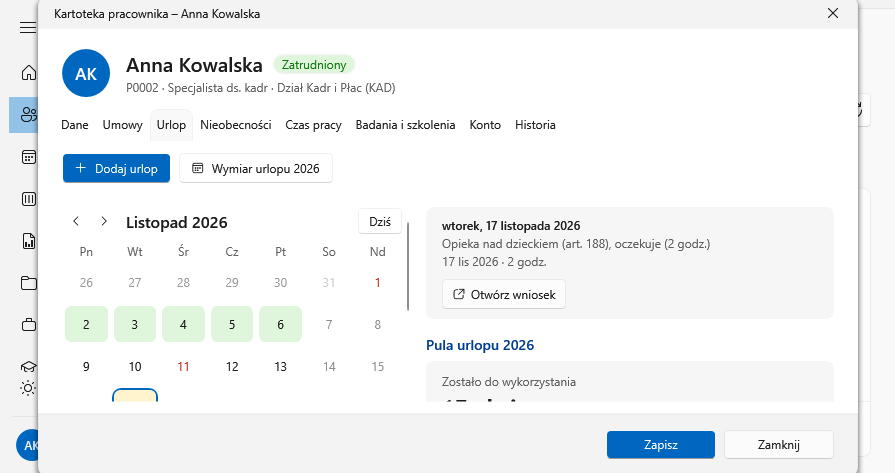 Kartoteka pracownika – Anna Kowalska
AK
Anna Kowalska
Zatrudniony
P0002 · Specjalista ds. kadr · Dział Kadr i Płac (KAD)
Dane Umowy Urlop Nieobecności Czas pracy Badania i szkolenia Konto Historia
+ Dodaj urlop
Wymiar urlopu 2026
Listopad 2026
Dziś
Pn Wt Śr Cz Pt So Nd
26 27 28 29 30 31 1
2 3 4 5 6 7 8
9 10 11 12 13 14 15
wtorek, 17 listopada 2026
Opieka nad dzieckiem (art. 188), oczekuje (2 godz.)
17 lis 2026 · 2 godz.
Otwórz wniosek
Pula urlopu 2026
Zostało do wykorzystania
AK
Zapisz
Zamknij